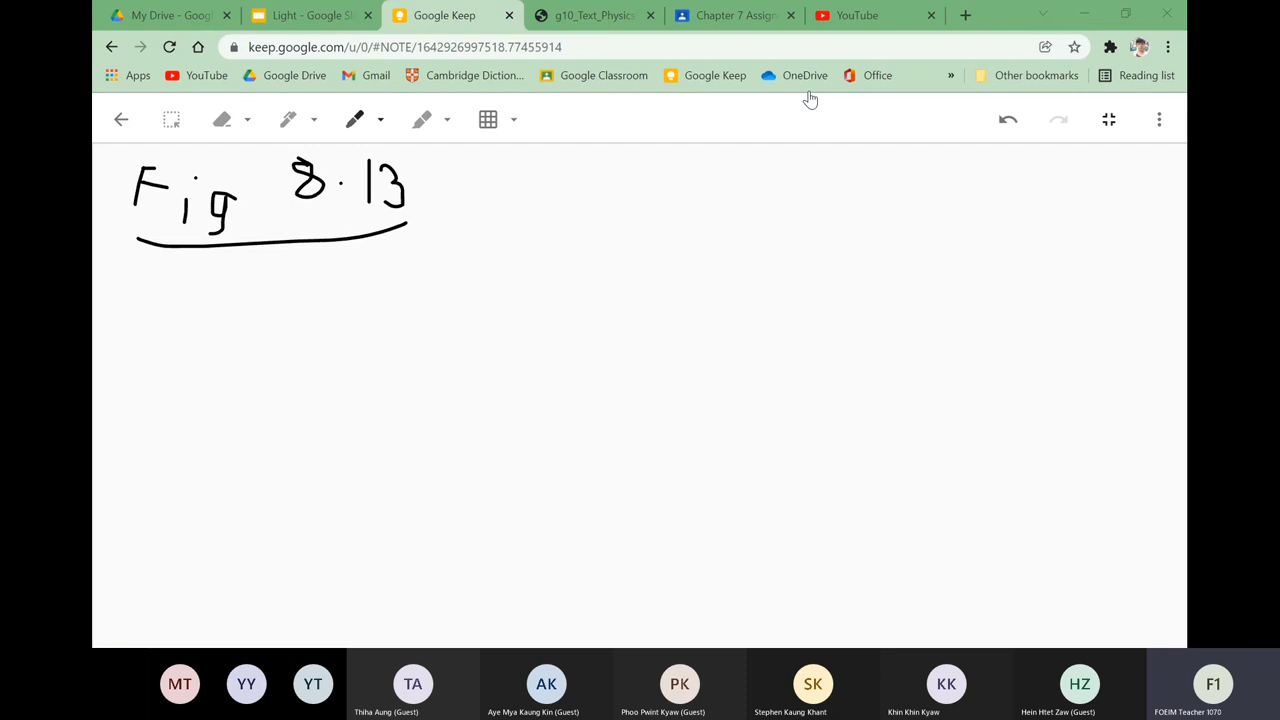 My Drive - Googl
Light - Google Sli
Google Keep
g10_Text_Physics
Chapter 7 Assign
YouTube
keep.google.com/u/0/#NOTE/1642926997518.77455914
Apps
YouTube
Google Drive
Gmail
Cambridge Diction...
Google Classroom
Google Keep
OneDrive
Office
»
Other bookmarks
Reading list
Fig 8.13
MT
YY
YT
TA
AK
PK
SK
KK
HZ
F1
Thiha Aung (Guest)
Aye Mya Kaung Kin (Guest)
Phoo Pwint Kyaw (Guest)
Stephen Kaung Khant
Khin Khin Kyaw
Hein Htet Zaw (Guest)
FOEIM Teacher 1070